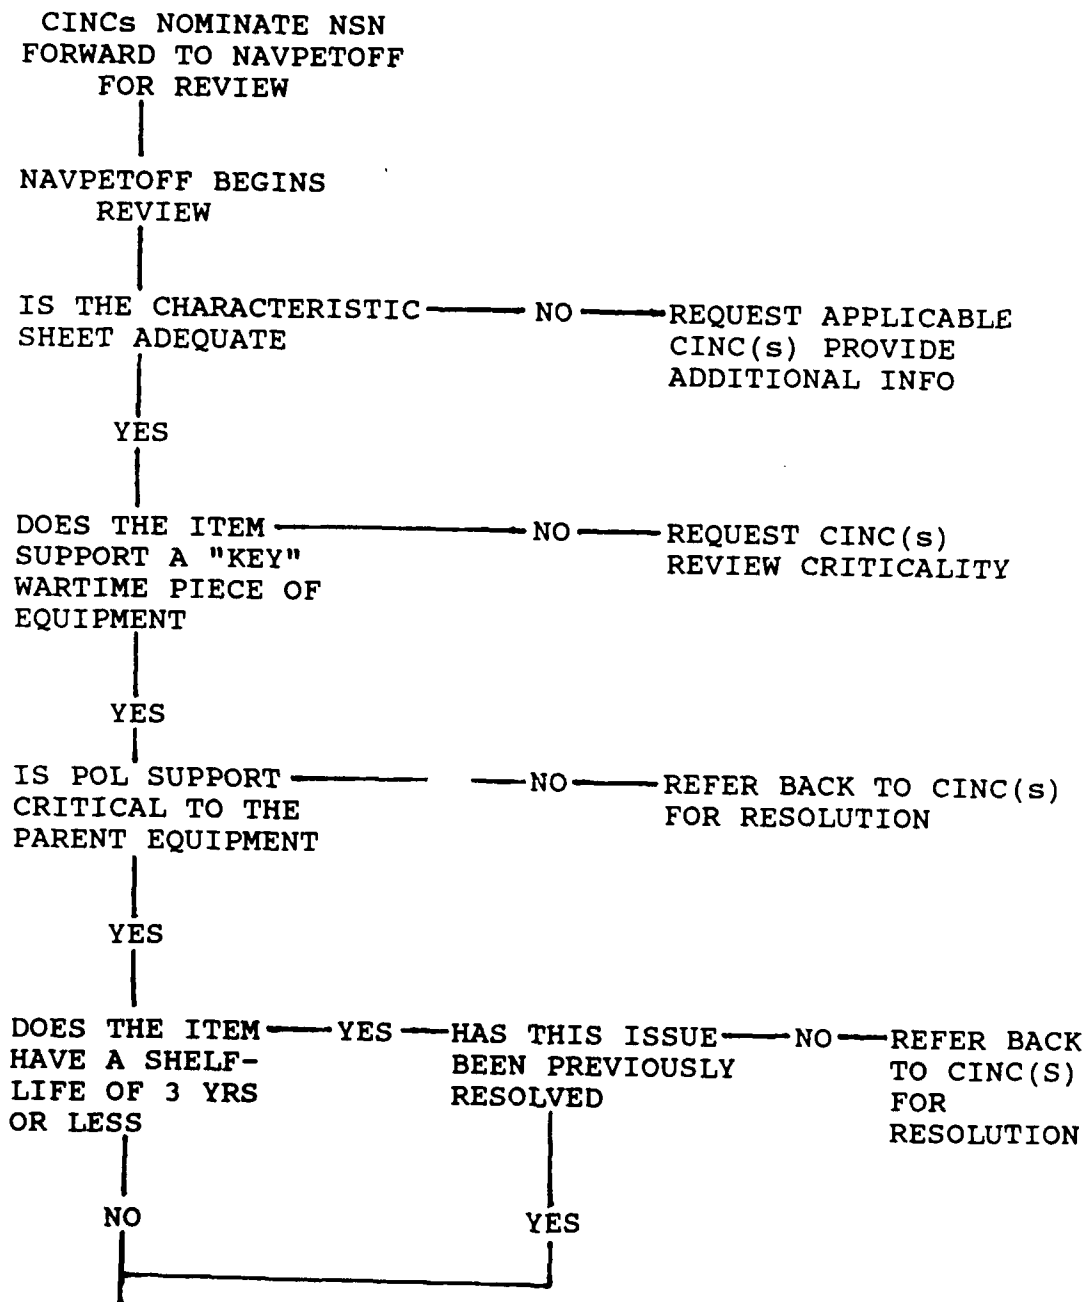 CINCs NOMINATE NSN
FORWARD TO NAVPETOFF
FOR REVIEW
NAVPETOFF BEGINS
REVIEW
IS THE CHARACTERISTIC
SHEET ADEQUATE
NO
REQUEST APPLICABLE
CINC(s) PROVIDE
ADDITIONAL INFO
YES
DOES THE ITEM
SUPPORT A "KEY"
WARTIME PIECE OF
EQUIPMENT
NO
REQUEST CINC(s)
REVIEW CRITICALITY
YES
IS POL SUPPORT
CRITICAL TO THE
PARENT EQUIPMENT
NO
REFER BACK TO CINC(s)
FOR RESOLUTION
YES
DOES THE ITEM
HAVE A SHELF-
LIFE OF 3 YRS
OR LESS
YES
HAS THIS ISSUE
BEEN PREVIOUSLY
RESOLVED
NO
REFER BACK
TO CINC(S)
FOR
RESOLUTION
NO
YES